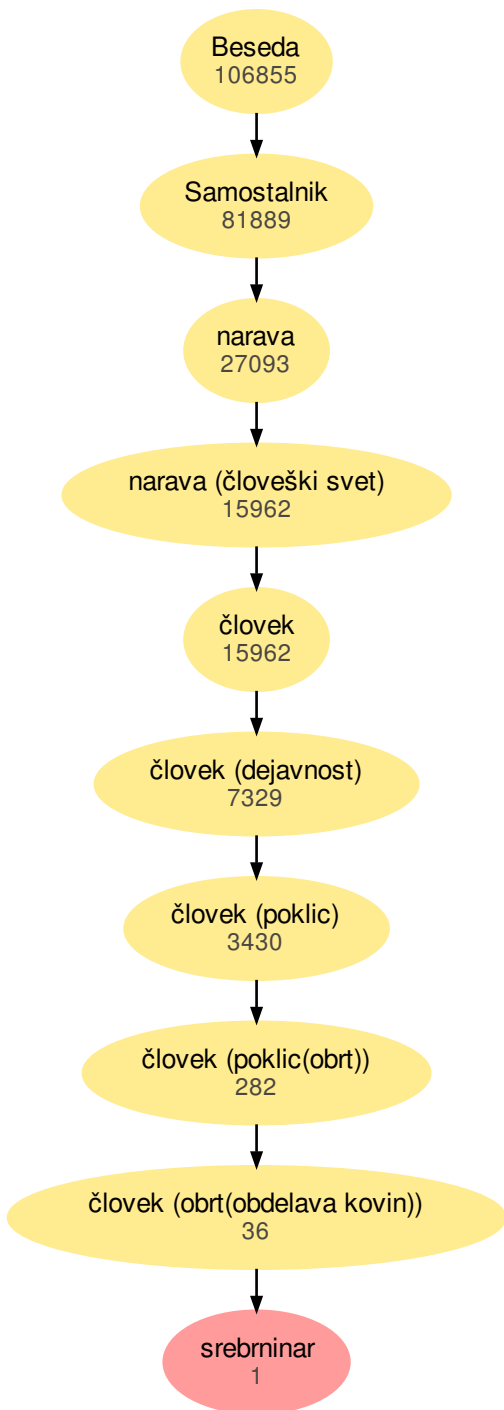 Beseda
106855
Samostalnik
81889
narava
27093
narava (človeški svet)
15962
človek
15962
človek (dejavnost)
7329
človek (poklic)
3430
človek (poklic(obrt))
282
človek (obrt(obdelava kovin))
36
srebrninar
1